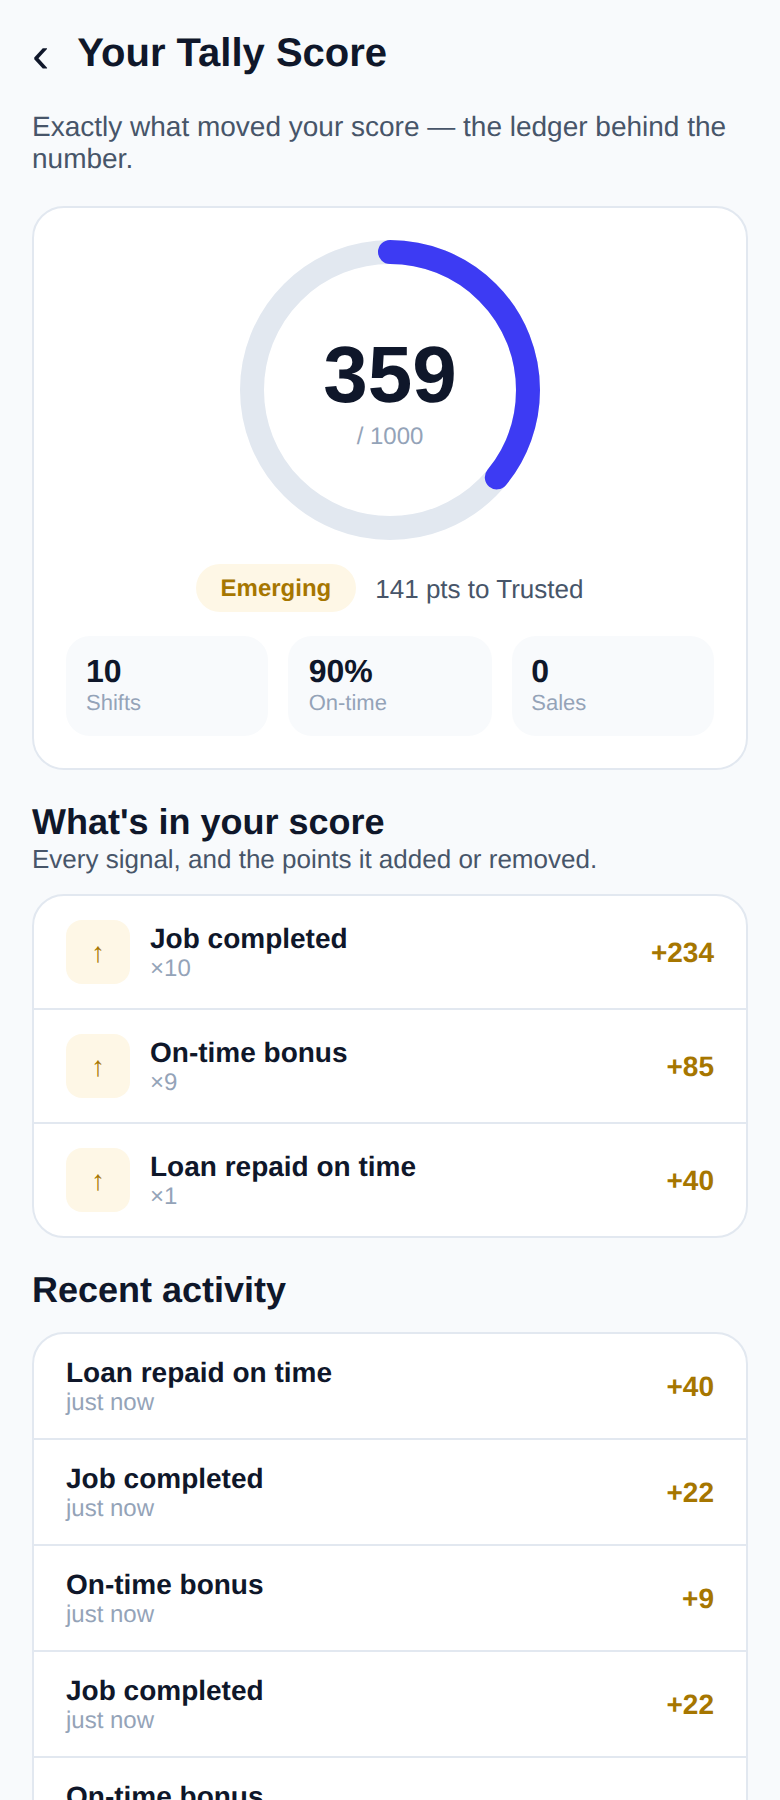 ‹ Your Tally Score
Exactly what moved your score — the ledger behind the
number.
359
/ 1000
Emerging 141 pts to Trusted
10 90% 0
Shifts On-time Sales
What's in your score
Every signal, and the points it added or removed.
↑ Job completed +234
×10
↑ On-time bonus +85
×9
↑ Loan repaid on time +40
×1
Recent activity
Loan repaid on time +40
just now
Job completed +22
just now
On-time bonus +9
just now
Job completed +22
just now
On-time bonus